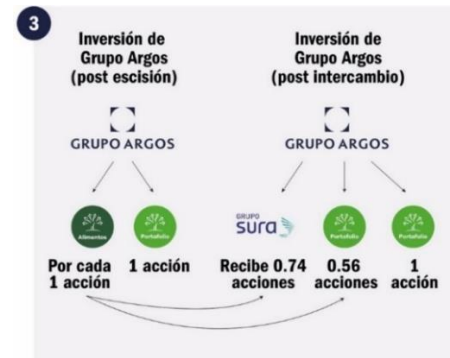 3
Inversión de
Grupo Argos
(post escisión)
GRUPO ARGOS
Alimentos
Portafolio
Por cada
1 acción
1 acción
Inversión de
Grupo Argos
(post intercambio)
GRUPO ARGOS
GRUPO
sura
Portafolio
Portafolio
Recibe 0.74
acciones
0.56
acciones
1
acción